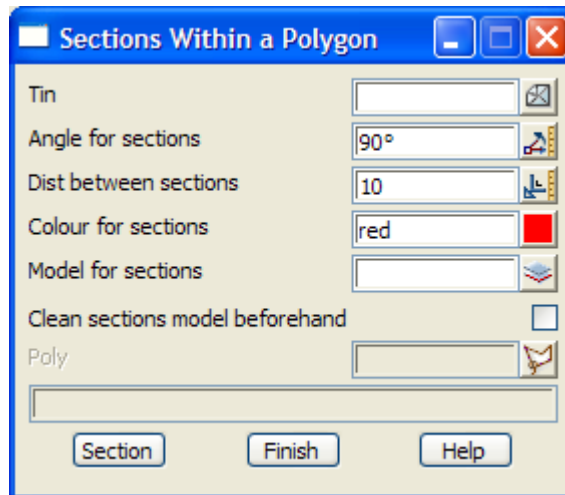 Sections Within a Polygon
Tin
Angle for sections 90°
Dist between sections 10
Colour for sections red
Model for sections
Clean sections model beforehand
Poly
Section Finish Help